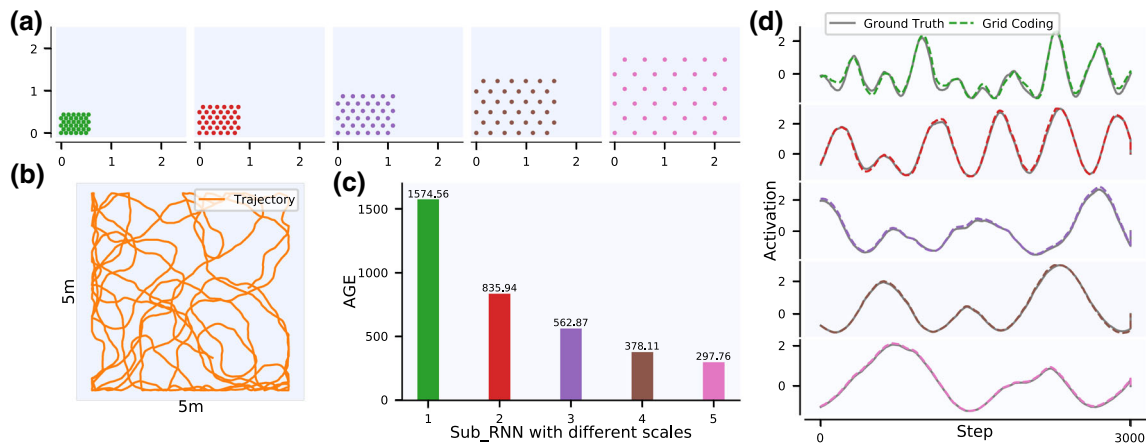 (a)
2
1
0
0 1 2
0 1 2
0 1 2
0 1 2
0 1 2
(b)
Trajectory
5m
5m
(c)
AGE
1500
1000
500
0
1574.56
835.94
562.87
378.11
297.76
1 2 3 4 5
Sub_RNN with different scales
(d)
Ground Truth Grid Coding
Activation
2
0
2
0
2
0
2
0
2
0
0 3000
Step